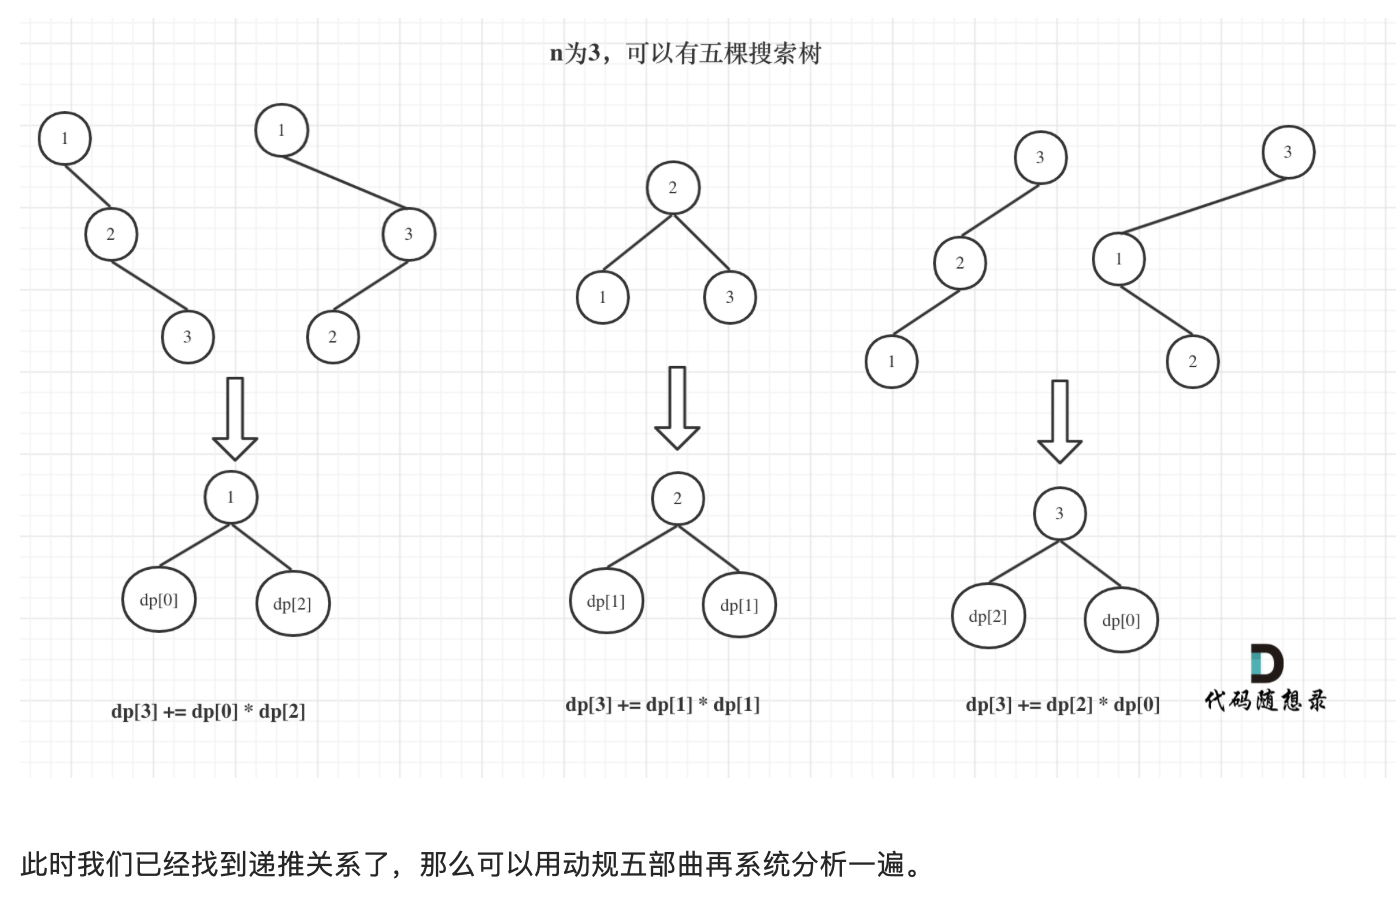 n为3，可以有五棵搜索树
1
2
3
1
3
2
2
1
3
3
2
1
3
1
2
1
dp[0]
dp[2]
dp[3] += dp[0] * dp[2]
2
dp[1]
dp[1]
dp[3] += dp[1] * dp[1]
3
dp[2]
dp[0]
dp[3] += dp[2] * dp[0]
代码随想录
此时我们已经找到递推关系了，那么可以用动规五部曲再系统分析一遍。